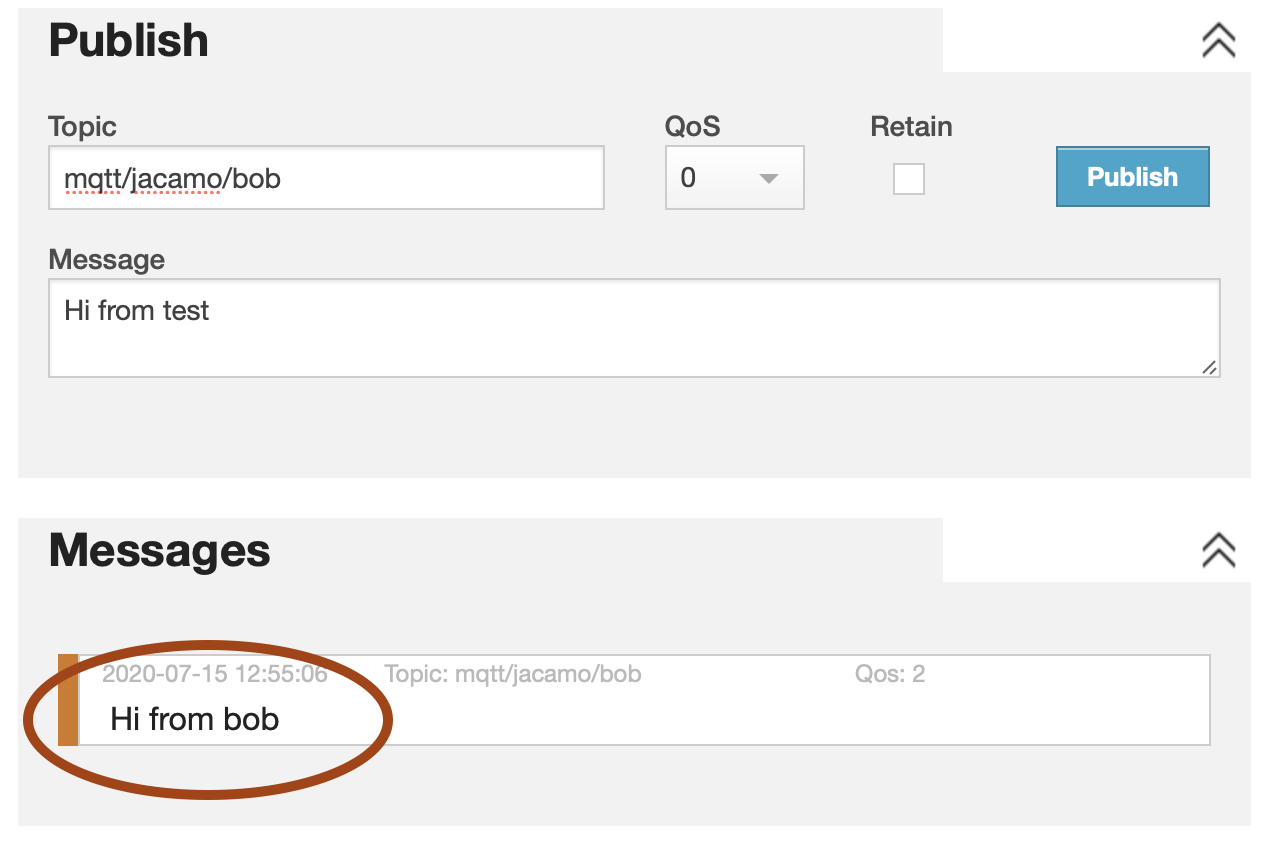 Publish
Topic QoS Retain
mqtt/jacamo/bob 0 Publish
Message
Hi from test
Messages
2020-07-15 12:55:06 Topic: mqtt/jacamo/bob Qos: 2
Hi from bob